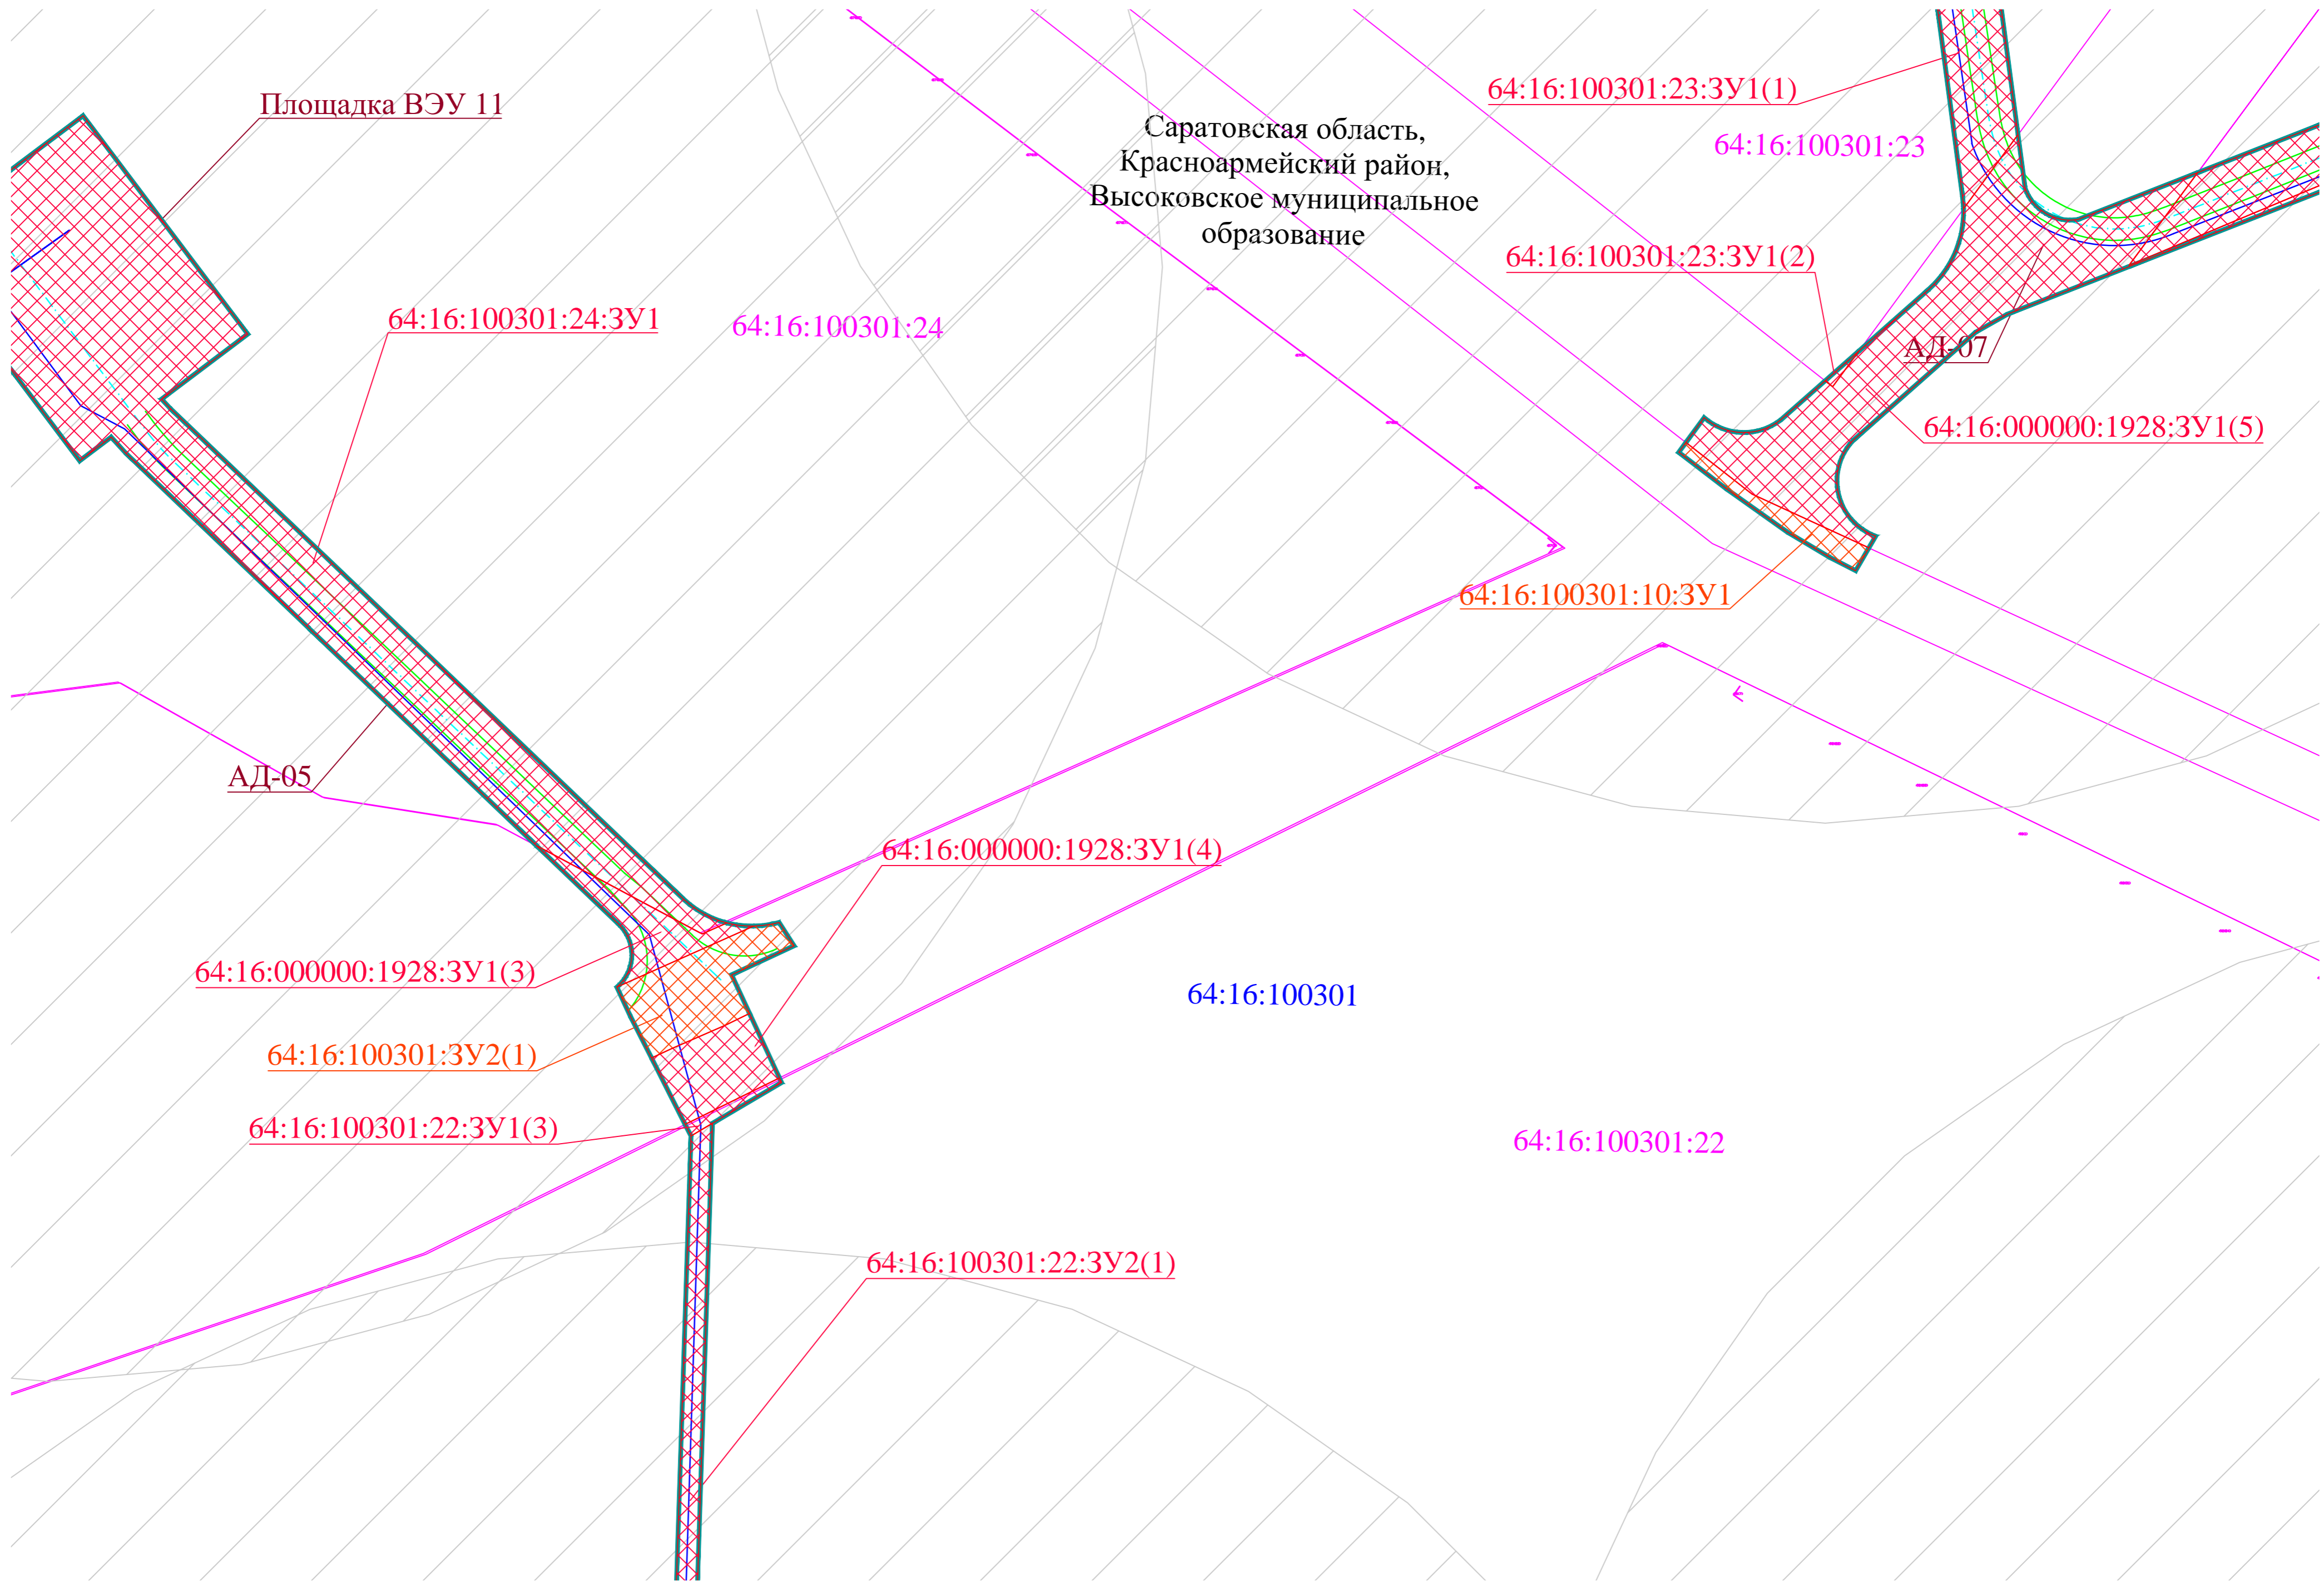 64:16:100301:23:ЗУ1(1)
Площадка ВЭУ 11
Саратовская область,
Красноармейский район,
Высоковское муниципальное
образование
64:16:100301:23
64:16:100301:23:ЗУ1(2)
64:16:100301:24:ЗУ1
64:16:100301:24
АД-07
64:16:000000:1928:ЗУ1(5)
64:16:100301:10:ЗУ1
АД-05
64:16:000000:1928:ЗУ1(4)
64:16:000000:1928:ЗУ1(3)
64:16:100301
64:16:100301:ЗУ2(1)
64:16:100301:22:ЗУ1(3)
64:16:100301:22
64:16:100301:22:ЗУ2(1)